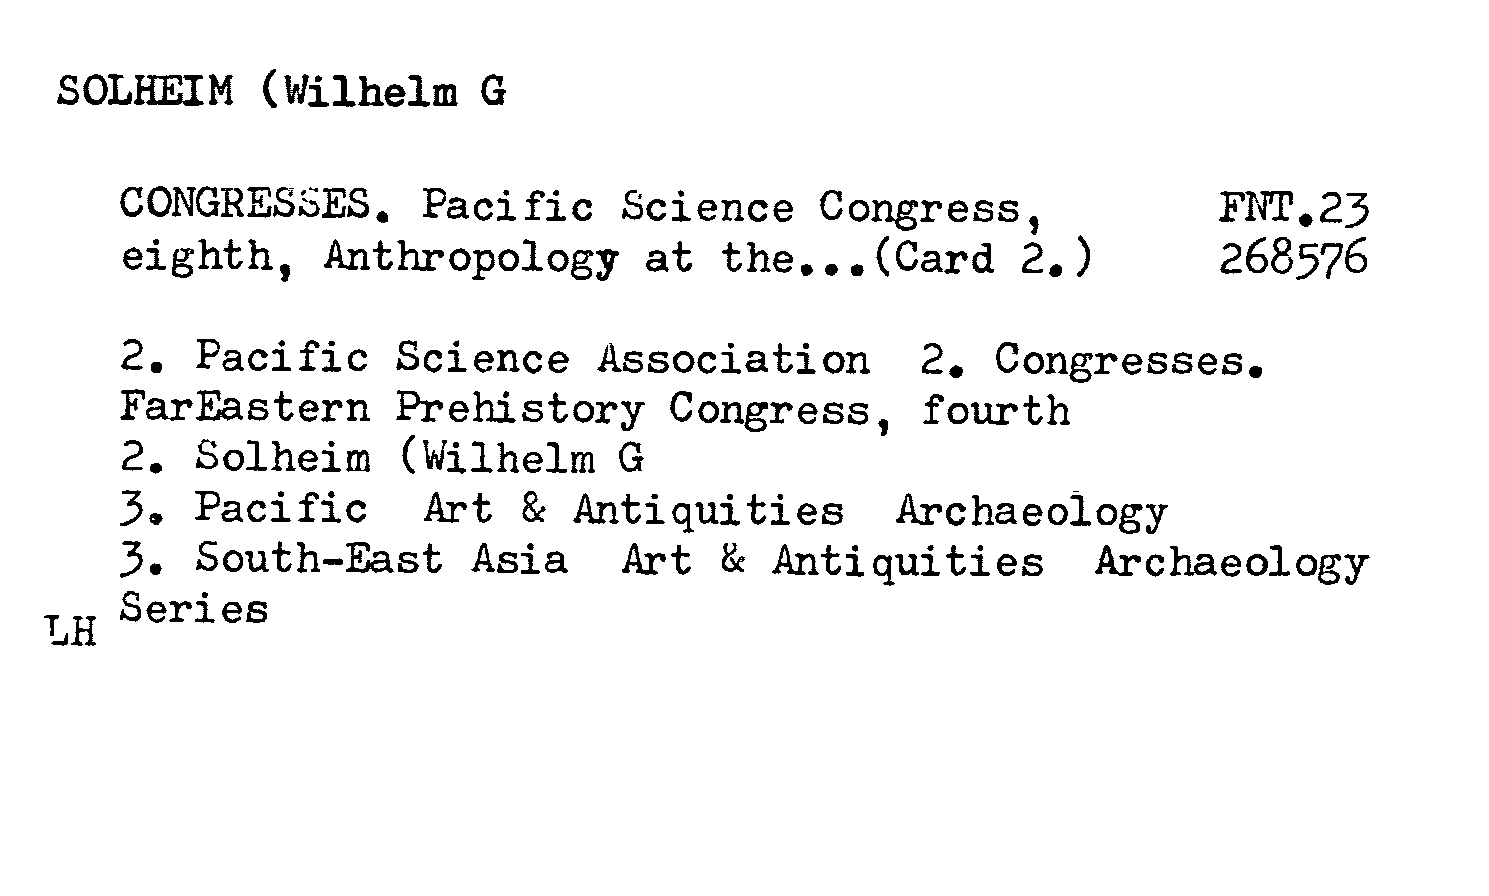 SOLHEIM (Wilhelm G
CONGRESSES. Pacific Science Congress, FNT.23
eighth, Anthropology at the...(Card 2.) 268576
2. Pacific Science Association 2. Congresses.
FarEastern Prehistory Congress, fourth
2. Solheim (Wilhelm G
3. Pacific Art & Antiquities Archaeology
3. South-East Asia Art & Antiquities Archaeology
Series
LH